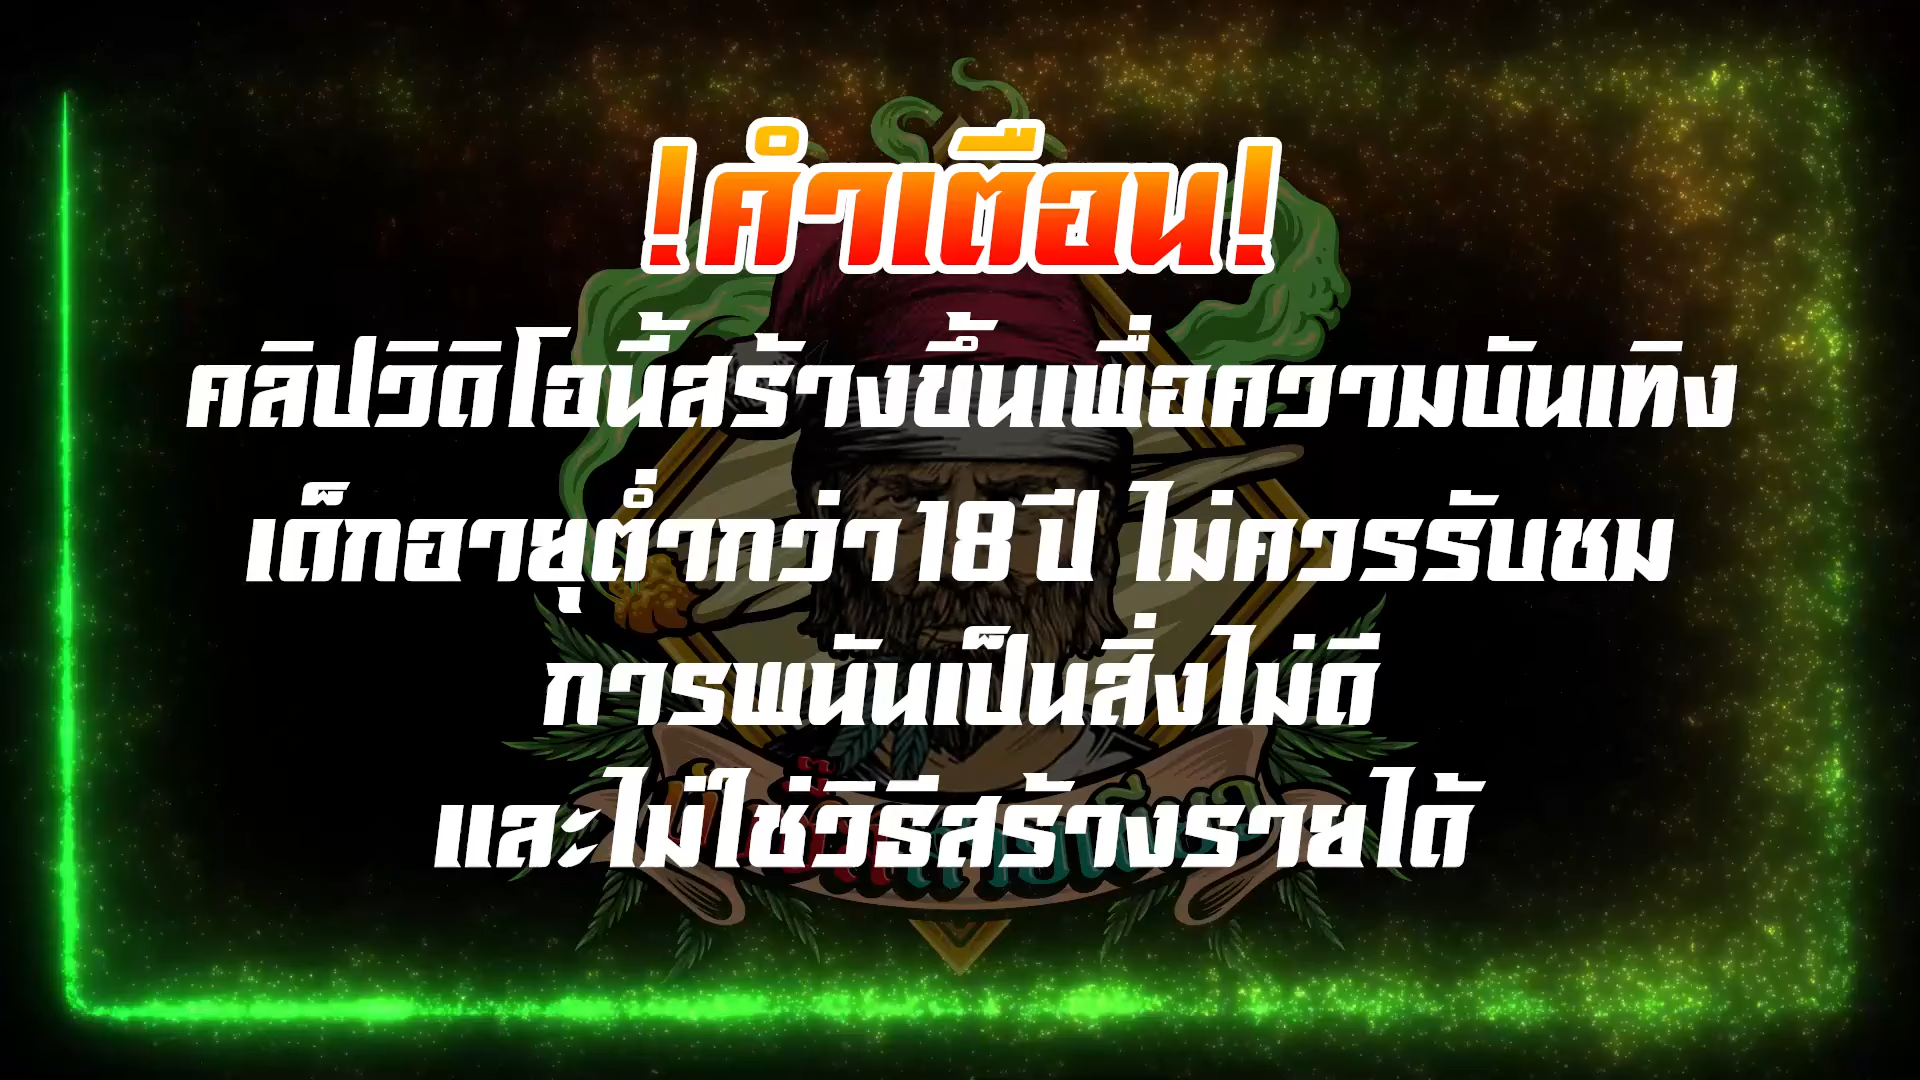 !คำเตือน!
คลิปวิดิโอนี้สร้างขึ้นเพื่อความบันเทิง
เด็กอายุต่ำกว่า 18 ปี ไม่ควรรับชม
การพนันเป็นสิ่งไม่ดี
และไม่ใช่วิธีสร้างรายได้